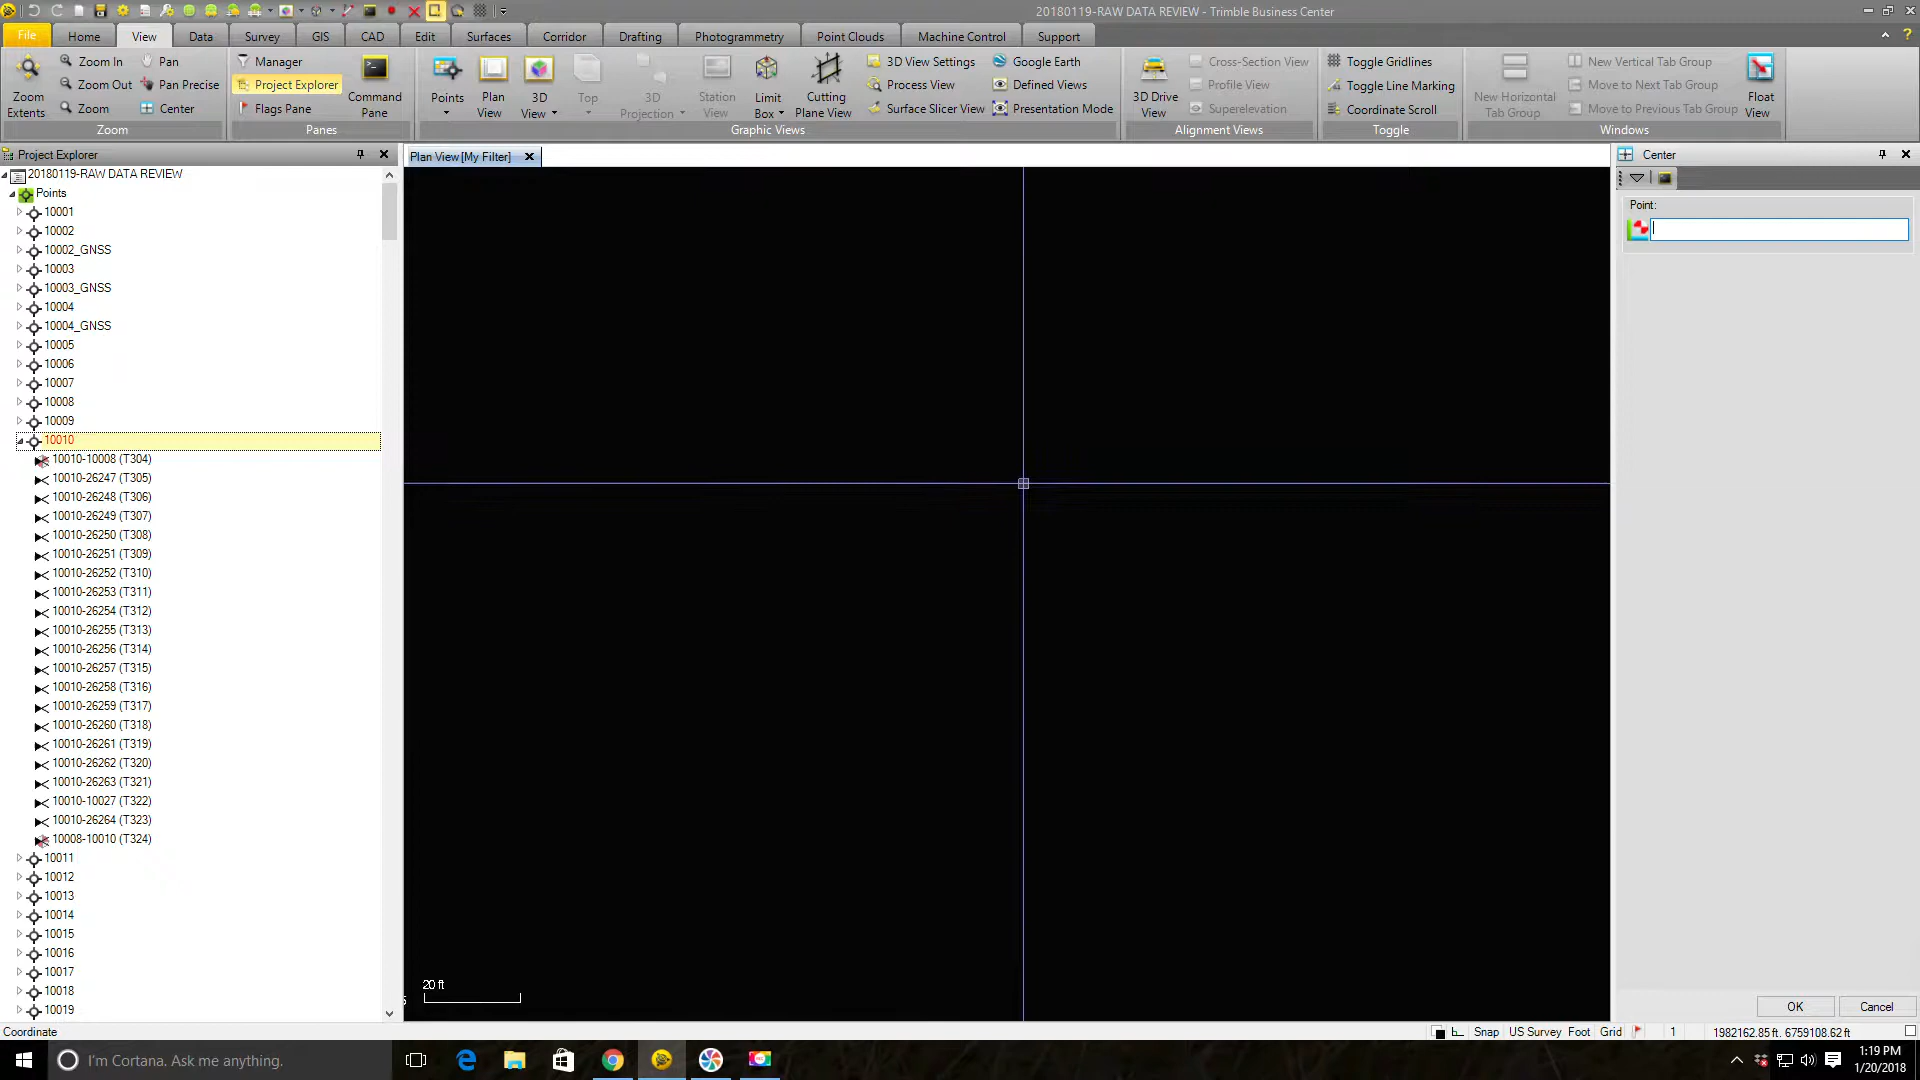 20180119-RAW DATA REVIEW - Trimble Business Center
File Home View Data Survey GIS CAD Edit Surfaces Corridor Drafting Photogrammetry Point Clouds Machine Control Support
Zoom Extents
Zoom In
Zoom Out
Zoom
Pan
Pan Precise
Center
Zoom
Manager
Project Explorer
Flags Pane
Command Pane
Panes
Points
Plan View
3D View
Top
3D Projection
Station View
Limit Box
Cutting Plane View
3D View Settings
Process View
Surface Slicer View
Google Earth
Defined Views
Presentation Mode
Graphic Views
3D Drive View
Cross-Section View
Profile View
Superelevation
Alignment Views
Toggle Gridlines
Toggle Line Marking
Coordinate Scroll
Toggle
New Horizontal Tab Group
New Vertical Tab Group
Move to Next Tab Group
Move to Previous Tab Group
Float View
Windows
Project Explorer
20180119-RAW DATA REVIEW
Points
10001
10002
10002_GNSS
10003
10003_GNSS
10004
10004_GNSS
10005
10006
10007
10008
10009
10010
10010-10008 (T304)
10010-26247 (T305)
10010-26248 (T306)
10010-26249 (T307)
10010-26250 (T308)
10010-26251 (T309)
10010-26252 (T310)
10010-26253 (T311)
10010-26254 (T312)
10010-26255 (T313)
10010-26256 (T314)
10010-26257 (T315)
10010-26258 (T316)
10010-26259 (T317)
10010-26260 (T318)
10010-26261 (T319)
10010-26262 (T320)
10010-26263 (T321)
10010-10027 (T322)
10010-26264 (T323)
10008-10010 (T324)
10011
10012
10013
10014
10015
10016
10017
10018
10019
Plan View [My Filter]
20 ft
Center
Point:
OK Cancel
Coordinate
Snap US Survey Foot Grid 1 1982162.85 ft, 6759108.62 ft
I'm Cortana. Ask me anything.
1:19 PM
1/20/2018